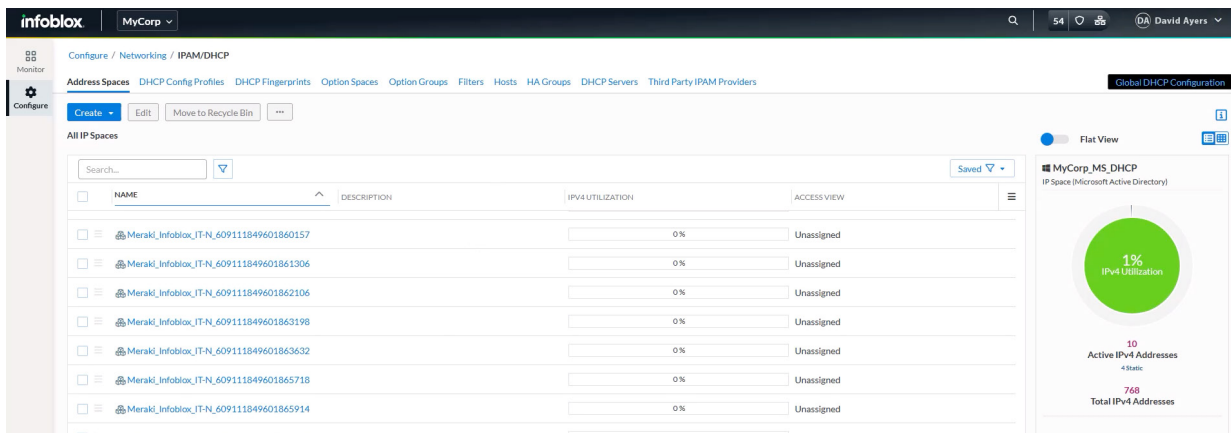 infoblox. MyCorp 54 DA David Ayers
Monitor
Configure
Configure / Networking / IPAM/DHCP
Address Spaces DHCP Config Profiles DHCP Fingerprints Option Spaces Option Groups Filters Hosts HA Groups DHCP Servers Third Party IPAM Providers
Global DHCP Configuration
Create Edit Move to Recycle Bin ...
All IP Spaces
Flat View
Search... Saved
NAME DESCRIPTION IPV4 UTILIZATION ACCESS VIEW
Meraki_Infoblox_IT-N_609111849601860157 0 % Unassigned
Meraki_Infoblox_IT-N_609111849601861306 0 % Unassigned
Meraki_Infoblox_IT-N_609111849601862106 0 % Unassigned
Meraki_Infoblox_IT-N_609111849601863198 0 % Unassigned
Meraki_Infoblox_IT-N_609111849601863632 0 % Unassigned
Meraki_Infoblox_IT-N_609111849601865718 0 % Unassigned
Meraki_Infoblox_IT-N_609111849601865914 0 % Unassigned
MyCorp_MS_DHCP
IP Space (Microsoft Active Directory)
1%
IPv4 Utilization
10
Active IPv4 Addresses
4 Static
768
Total IPv4 Addresses